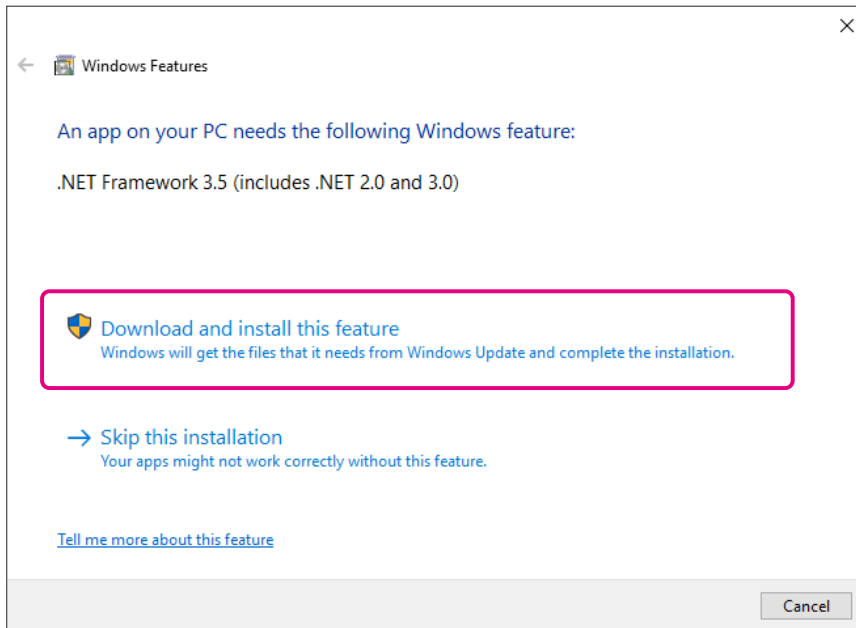 Windows Features
An app on your PC needs the following Windows feature:
.NET Framework 3.5 (includes .NET 2.0 and 3.0)
Download and install this feature
Windows will get the files that it needs from Windows Update and complete the installation.
Skip this installation
Your apps might not work correctly without this feature.
Tell me more about this feature
Cancel